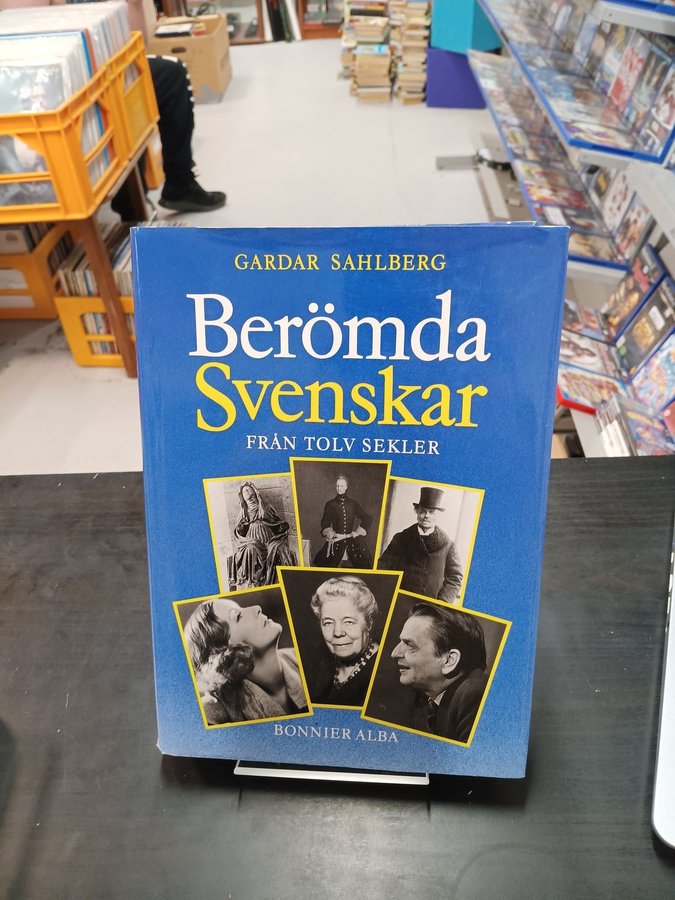 GARDAR SAHLBERG
Berömda
Svenskar
FRÅN TOLV SEKLER
BONNIER ALBA